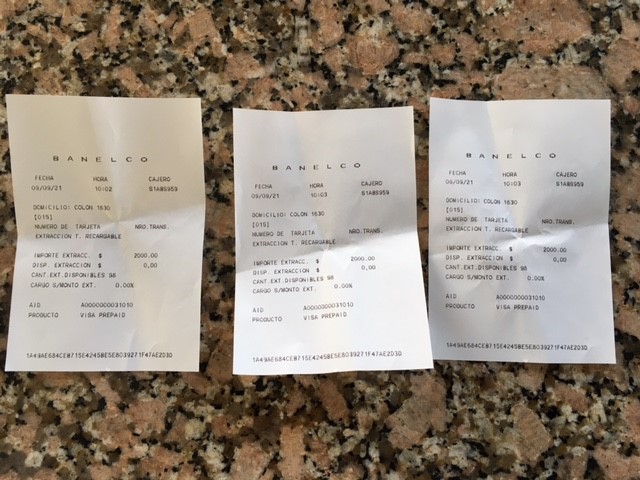 BANELCO
FECHA HORA CAJERO
09/09/21 10:02 S1AB5959
DOMICILIO: COLON 1630
[015]
NUMERO DE TARJETA NRO.TRANS.
EXTRACCION T. RECARGABLE
IMPORTE EXTRACC. $ 2000.00
DISP. EXTRACCION $ 0,00
CANT.EXT.DISPONIBLES 98
CARGO S/MONTO EXT. 0.00%
AID A0000000031010
PRODUCTO VISA PREPAID
1A49AE684CEB715E4245BE5EB039271F47AE2030
BANELCO
FECHA HORA CAJERO
09/09/21 10:03 S1AB5959
DOMICILIO: COLON 1630
[015]
NUMERO DE TARJETA NRO.TRANS.
EXTRACCION T. RECARGABLE
IMPORTE EXTRACC. $ 2000.00
DISP. EXTRACCION $ 0,00
CANT.EXT.DISPONIBLES 98
CARGO S/MONTO EXT. 0.00%
AID A0000000031010
PRODUCTO VISA PREPAID
1A49AE684CEB715E4245BE5EB039271F47AE2030
BANELCO
FECHA HORA CAJERO
09/09/21 10:03 S1AB5959
DOMICILIO: COLON 1630
[015]
NUMERO DE TARJETA NRO.TRANS.
EXTRACCION T. RECARGABLE
IMPORTE EXTRACC. $ 2000.00
DISP. EXTRACCION $ 0,00
CANT.EXT.DISPONIBLES 98
CARGO S/MONTO EXT. 0.00%
AID A0000000031010
PRODUCTO VISA PREPAID
1A49AE684CEB715E4245BE5EB039271F47AE2030